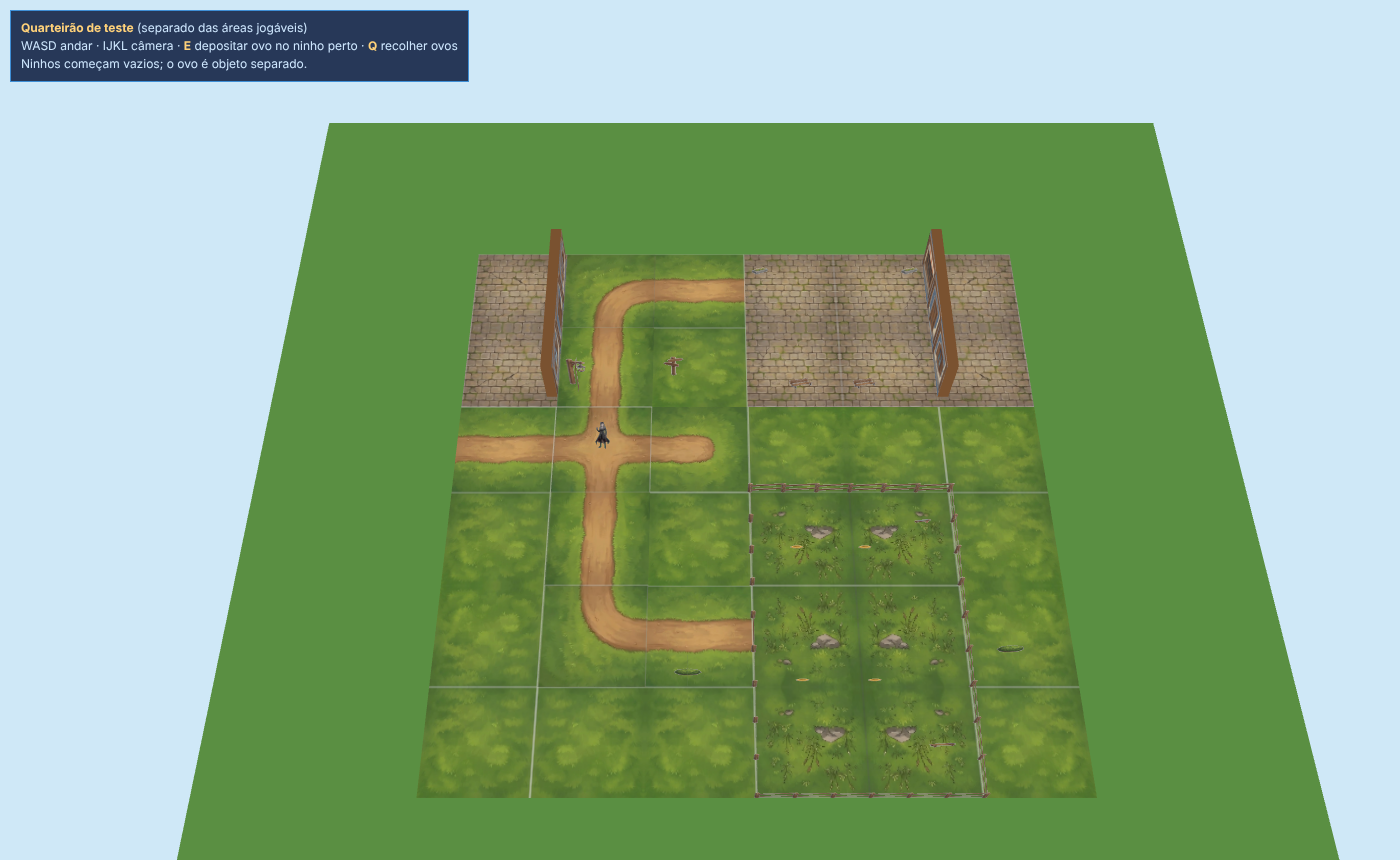 Quarteirão de teste (separado das áreas jogáveis)
WASD andar · IJKL câmera · E depositar ovo no ninho perto · Q recolher ovos
Ninhos começam vazios; o ovo é objeto separado.